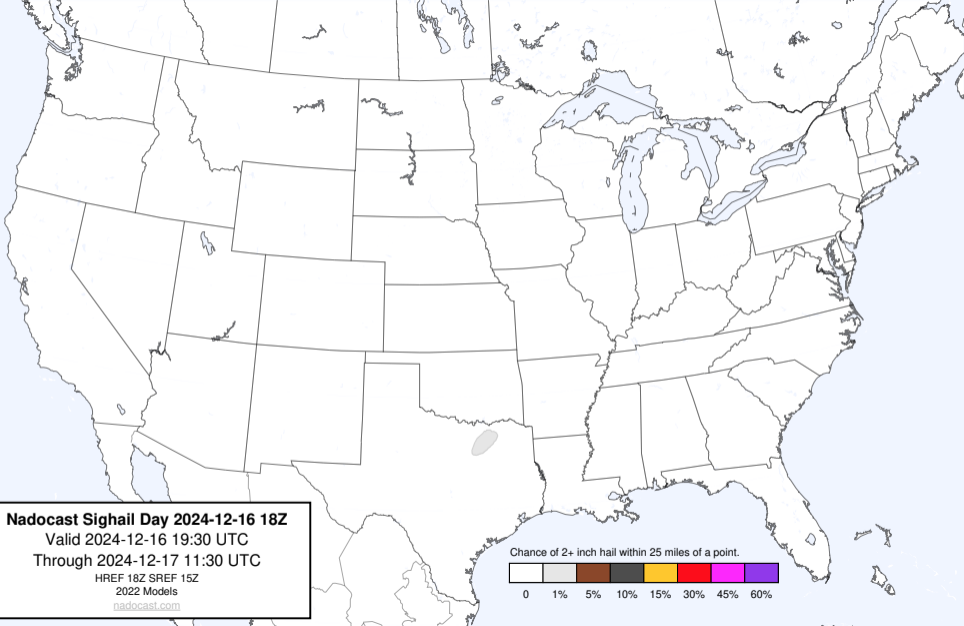 Nadocast Sighail Day 2024-12-16 18Z
Valid 2024-12-16 19:30 UTC
Through 2024-12-17 11:30 UTC
HREF 18Z SREF 15Z
2022 Models
nadocast.com
Chance of 2+ inch hail within 25 miles of a point.
0 1% 5% 10% 15% 30% 45% 60%